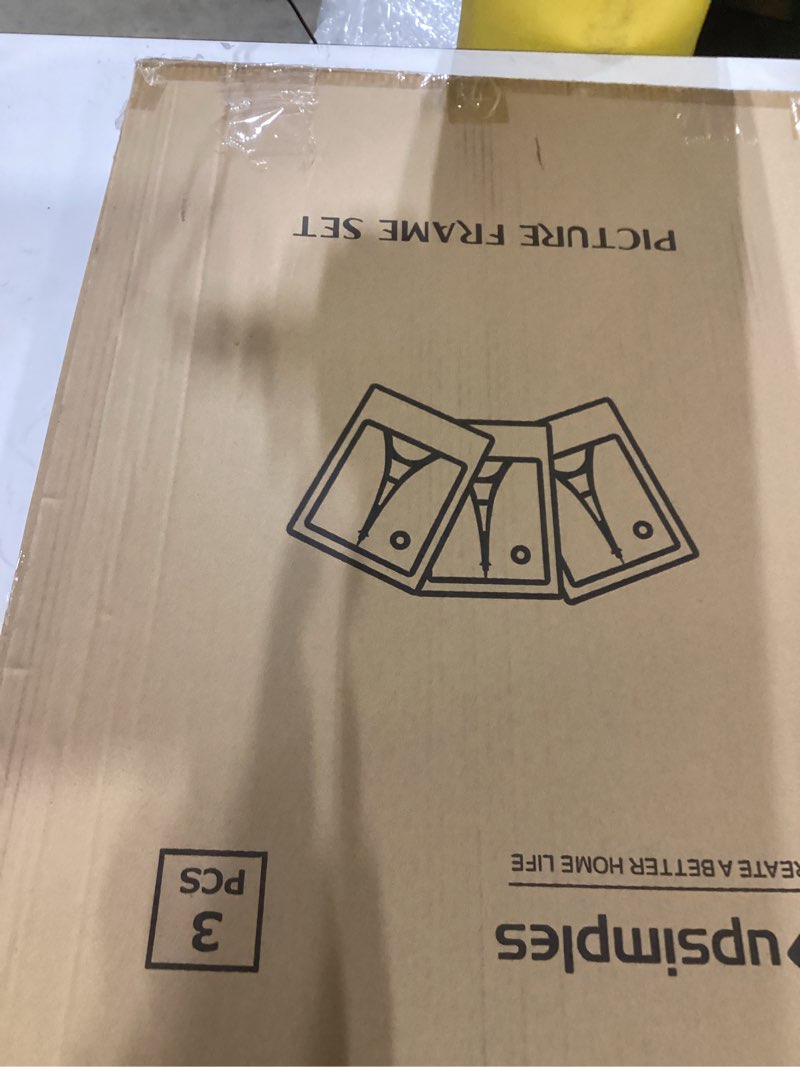 upsimples
REATE A BETTER HOME LIFE
3
PCS
PICTURE FRAME SET